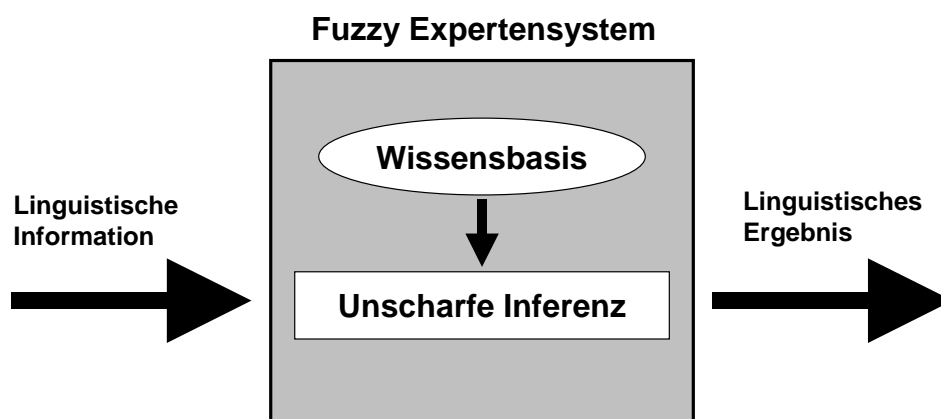 Fuzzy Expertensystem
Wissensbasis
Linguistische
Information
Unscharfe Inferenz
Linguistisches
Ergebnis